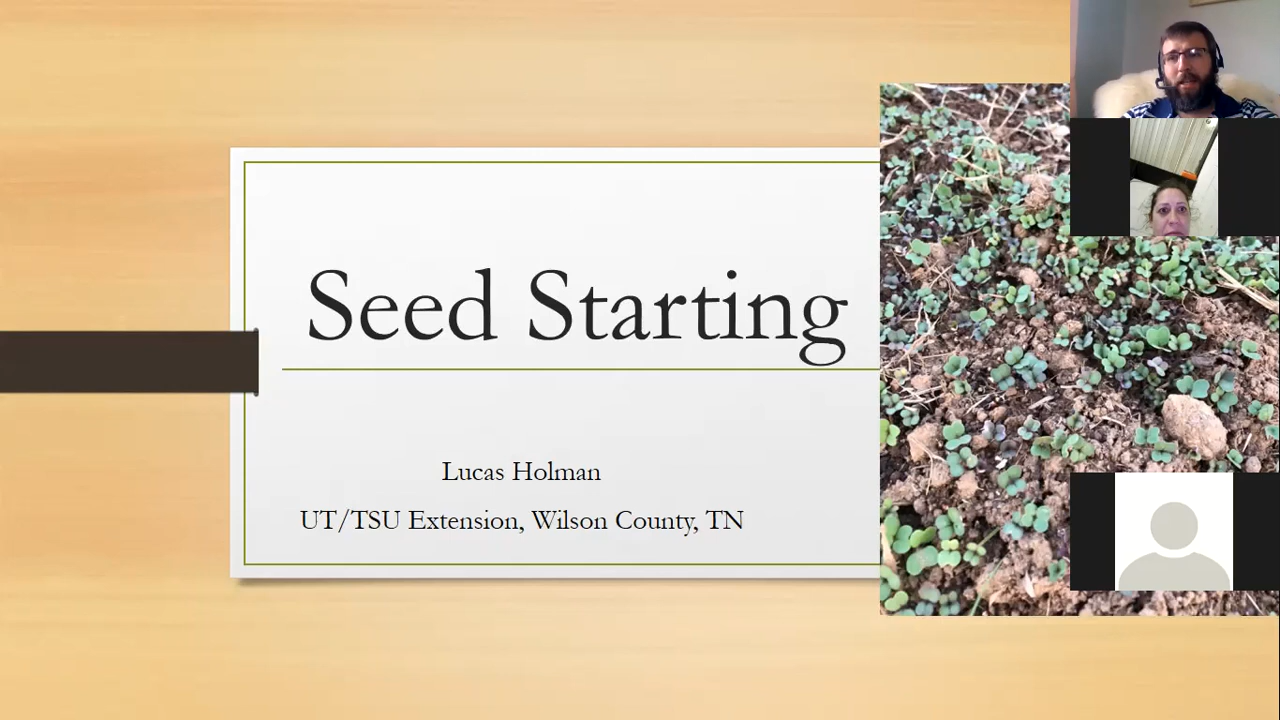 Seed Starting
Lucas Holman
UT/TSU Extension, Wilson County, TN